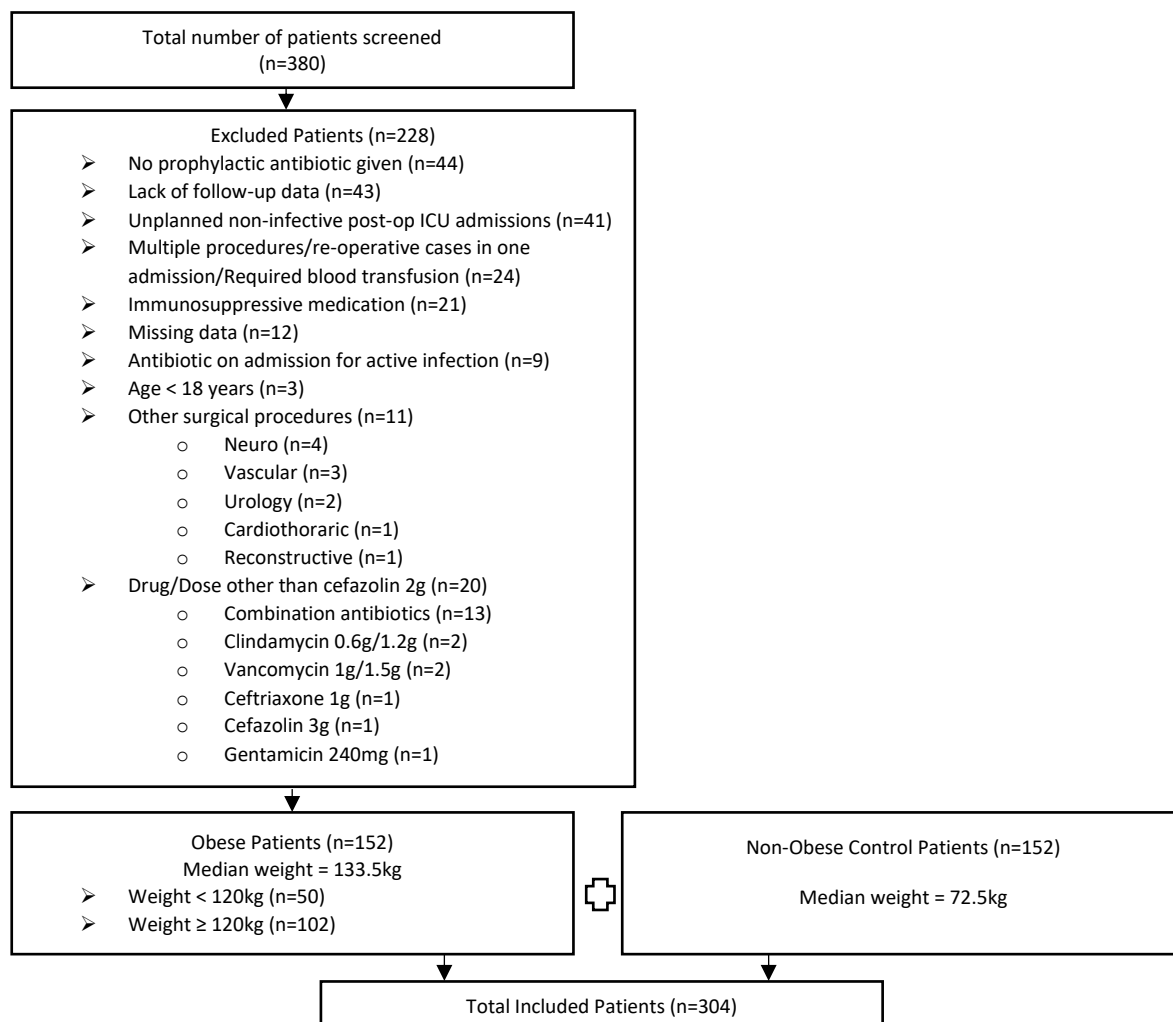 Total number of patients screened
(n=380)
Excluded Patients (n=228)
➢ No prophylactic antibiotic given (n=44)
➢ Lack of follow-up data (n=43)
➢ Unplanned non-infective post-op ICU admissions (n=41)
➢ Multiple procedures/re-operative cases in one
admission/Required blood transfusion (n=24)
➢ Immunosuppressive medication (n=21)
➢ Missing data (n=12)
➢ Antibiotic on admission for active infection (n=9)
➢ Age < 18 years (n=3)
➢ Other surgical procedures (n=11)
o Neuro (n=4)
o Vascular (n=3)
o Urology (n=2)
o Cardiothoraric (n=1)
o Reconstructive (n=1)
➢ Drug/Dose other than cefazolin 2g (n=20)
o Combination antibiotics (n=13)
o Clindamycin 0.6g/1.2g (n=2)
o Vancomycin 1g/1.5g (n=2)
o Ceftriaxone 1g (n=1)
o Cefazolin 3g (n=1)
o Gentamicin 240mg (n=1)
Obese Patients (n=152)
Median weight = 133.5kg
➢ Weight < 120kg (n=50)
➢ Weight ≥ 120kg (n=102)
Non-Obese Control Patients (n=152)
Median weight = 72.5kg
Total Included Patients (n=304)